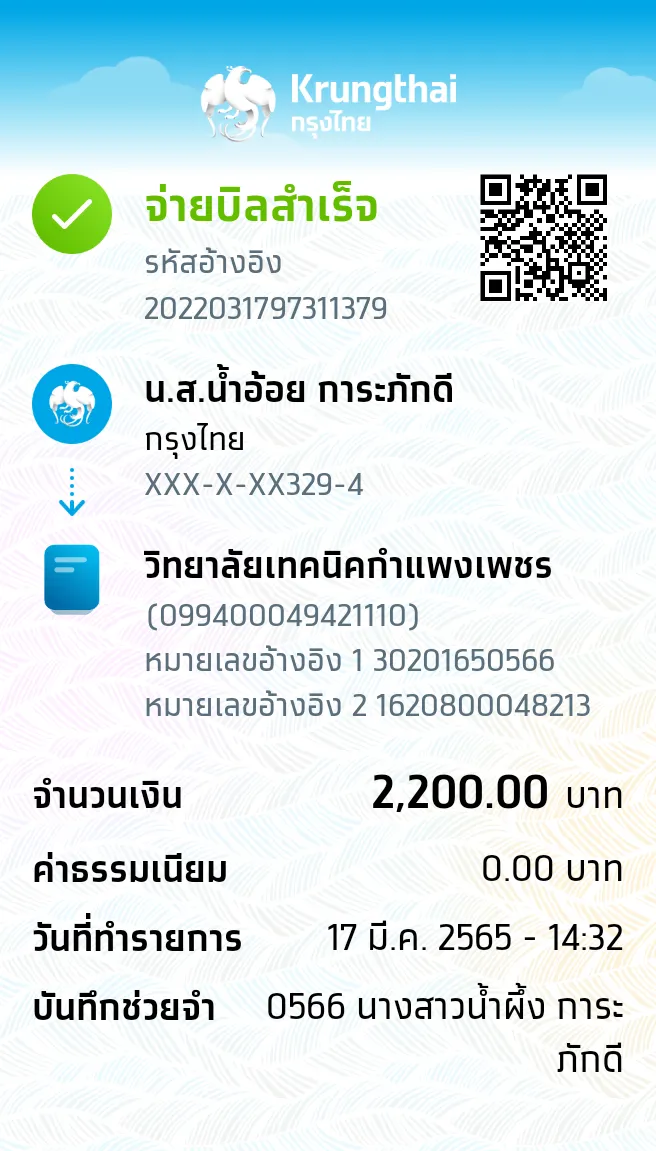 Krungthai
กรุงไทย
จ่ายบิลสำเร็จ
รหัสอ้างอิง
2022031797311379
น.ส.น้ำอ้อย การะภักดี
กรุงไทย
XXX-X-XX329-4
วิทยาลัยเทคนิคกำแพงเพชร
(099400049421110)
หมายเลขอ้างอิง 1 30201650566
หมายเลขอ้างอิง 2 1620800048213
จำนวนเงิน 2,200.00 บาท
ค่าธรรมเนียม 0.00 บาท
วันที่ทำรายการ 17 มี.ค. 2565 - 14:32
บันทึกช่วยจำ 0566 นางสาวน้ำผึ้ง การะ
ภักดี